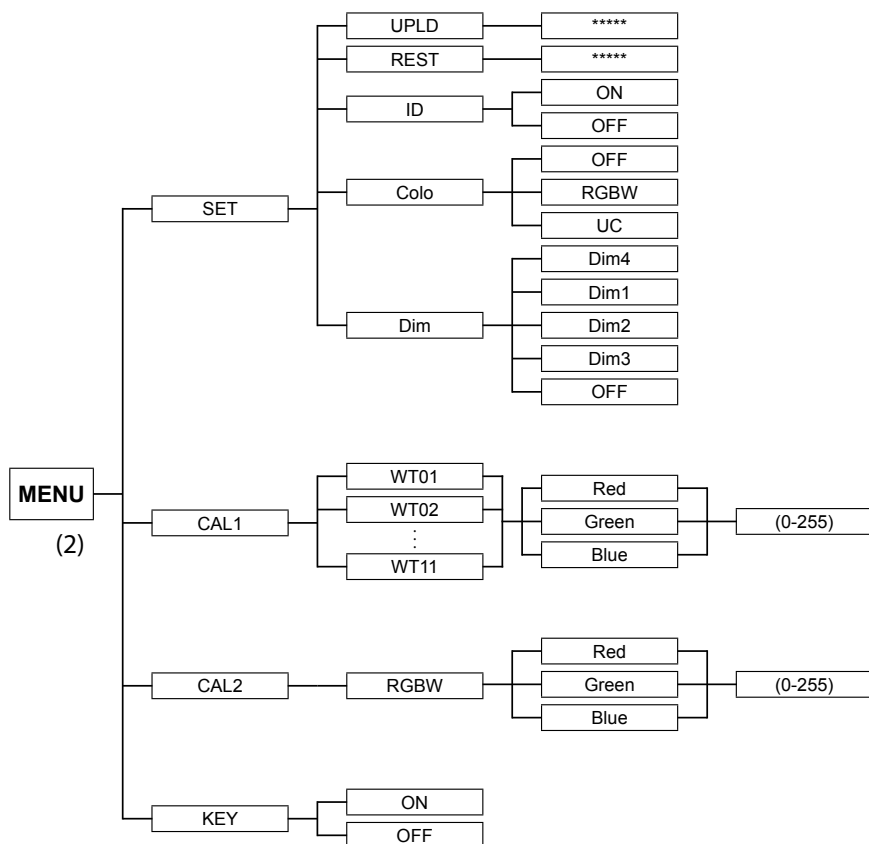 UPLD
*****
REST
*****
ID
ON
OFF
Colo
OFF
RGBW
UC
SET
Dim
Dim4
Dim1
Dim2
Dim3
OFF
MENU
(2)
CAL1
WT01
WT02
WT11
Red
Green
Blue
(0-255)
CAL2
RGBW
Red
Green
Blue
(0-255)
KEY
ON
OFF